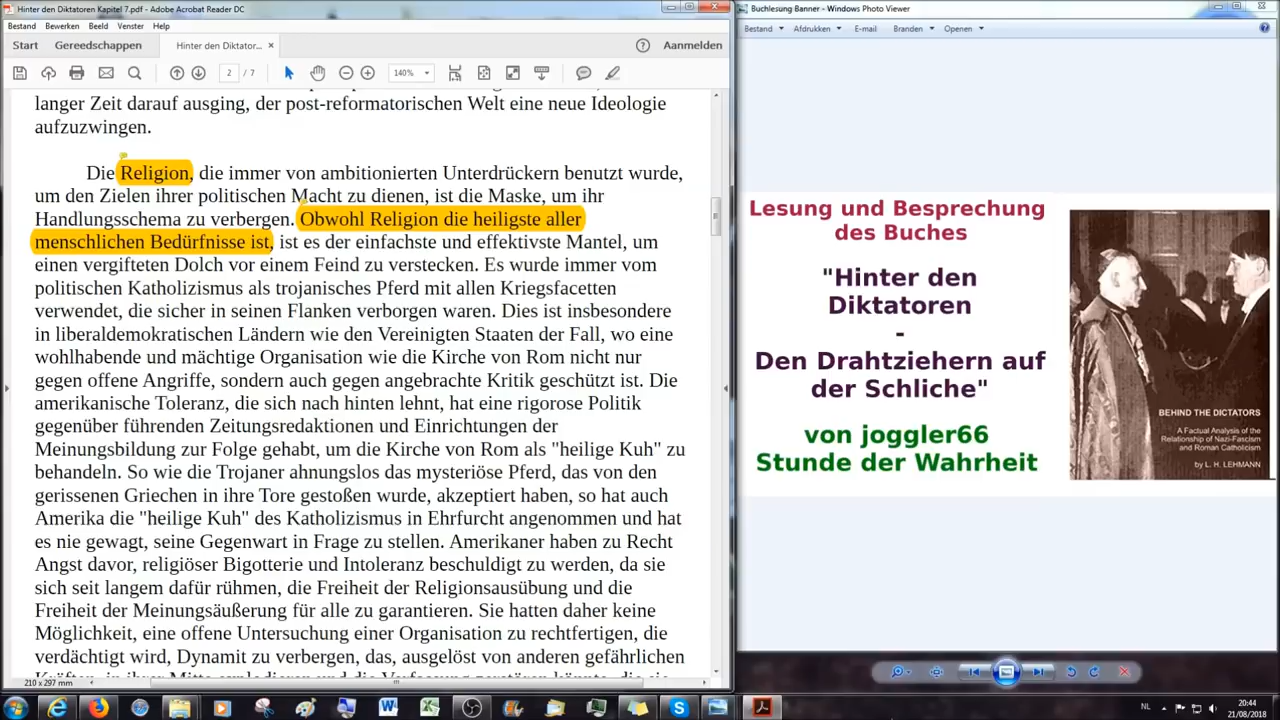 Hinter den Diktatoren Kapitel 7.pdf - Adobe Acrobat Reader DC
Bestand Bewerken Beeld Venster Help
Start Gereedschappen Hinter den Diktator... × Aanmelden
2 / 7 140%
langer Zeit darauf ausging, der post-reformatorischen Welt eine neue Ideologie
aufzuzwingen.
Die Religion, die immer von ambitionierten Unterdrückern benutzt wurde,
um den Zielen ihrer politischen Macht zu dienen, ist die Maske, um ihr
Handlungsschema zu verbergen. Obwohl Religion die heiligste aller
menschlichen Bedürfnisse ist, ist es der einfachste und effektivste Mantel, um
einen vergifteten Dolch vor einem Feind zu verstecken. Es wurde immer vom
politischen Katholizismus als trojanisches Pferd mit allen Kriegsfacetten
verwendet, die sicher in seinen Flanken verborgen waren. Dies ist insbesondere
in liberaldemokratischen Ländern wie den Vereinigten Staaten der Fall, wo eine
wohlhabende und mächtige Organisation wie die Kirche von Rom nicht nur
gegen offene Angriffe, sondern auch gegen angebrachte Kritik geschützt ist. Die
amerikanische Toleranz, die sich nach hinten lehnt, hat eine rigorose Politik
gegenüber führenden Zeitungsredaktionen und Einrichtungen der
Meinungsbildung zur Folge gehabt, um die Kirche von Rom als "heilige Kuh" zu
behandeln. So wie die Trojaner ahnungslos das mysteriöse Pferd, das von den
gerissenen Griechen in ihre Tore gestoßen wurde, akzeptiert haben, so hat auch
Amerika die "heilige Kuh" des Katholizismus in Ehrfurcht angenommen und hat
es nie gewagt, seine Gegenwart in Frage zu stellen. Amerikaner haben zu Recht
Angst davor, religiöser Bigotterie und Intoleranz beschuldigt zu werden, da sie
sich seit langem dafür rühmen, die Freiheit der Religionsausübung und die
Freiheit der Meinungsäußerung für alle zu garantieren. Sie hatten daher keine
Möglichkeit, eine offene Untersuchung einer Organisation zu rechtfertigen, die
verdächtigt wird, Dynamit zu verbergen, das, ausgelöst von anderen gefährlichen
210 x 297 mm
Buchlesung Banner - Windows Photo Viewer
Bestand Afdrukken E-mail Branden Openen
Lesung und Besprechung
des Buches
"Hinter den
Diktatoren
-
Den Drahtziehern auf
der Schliche"
von joggler66
Stunde der Wahrheit
BEHIND THE DICTATORS
A Factual Analysis of the
Relationship of Nazi-Fascism
and Roman Catholicism
by L. H. LEHMANN
NL
20:44
21/08/2018